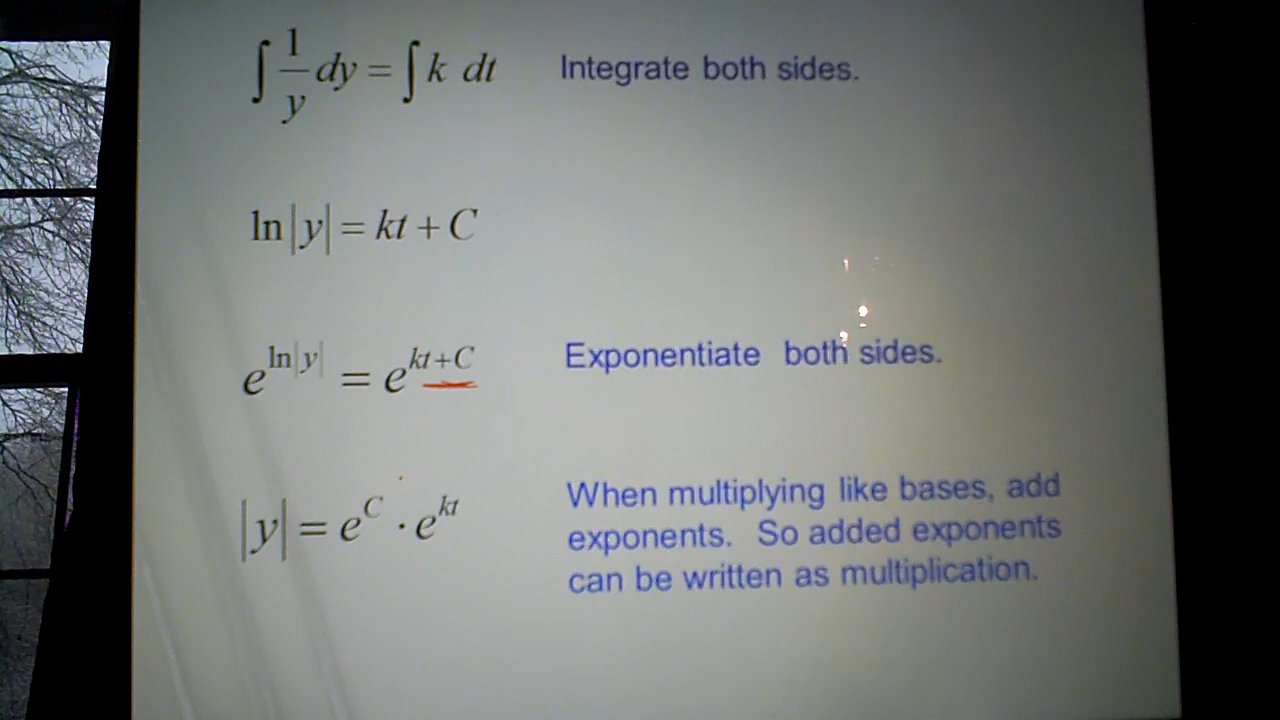 ∫ 1/y dy = ∫ k dt Integrate both sides.
ln|y| = kt + C
e^{ln|y|} = e^{kt+C} Exponentiate both sides.
|y| = e^C · e^{kt} When multiplying like bases, add
exponents. So added exponents
can be written as multiplication.